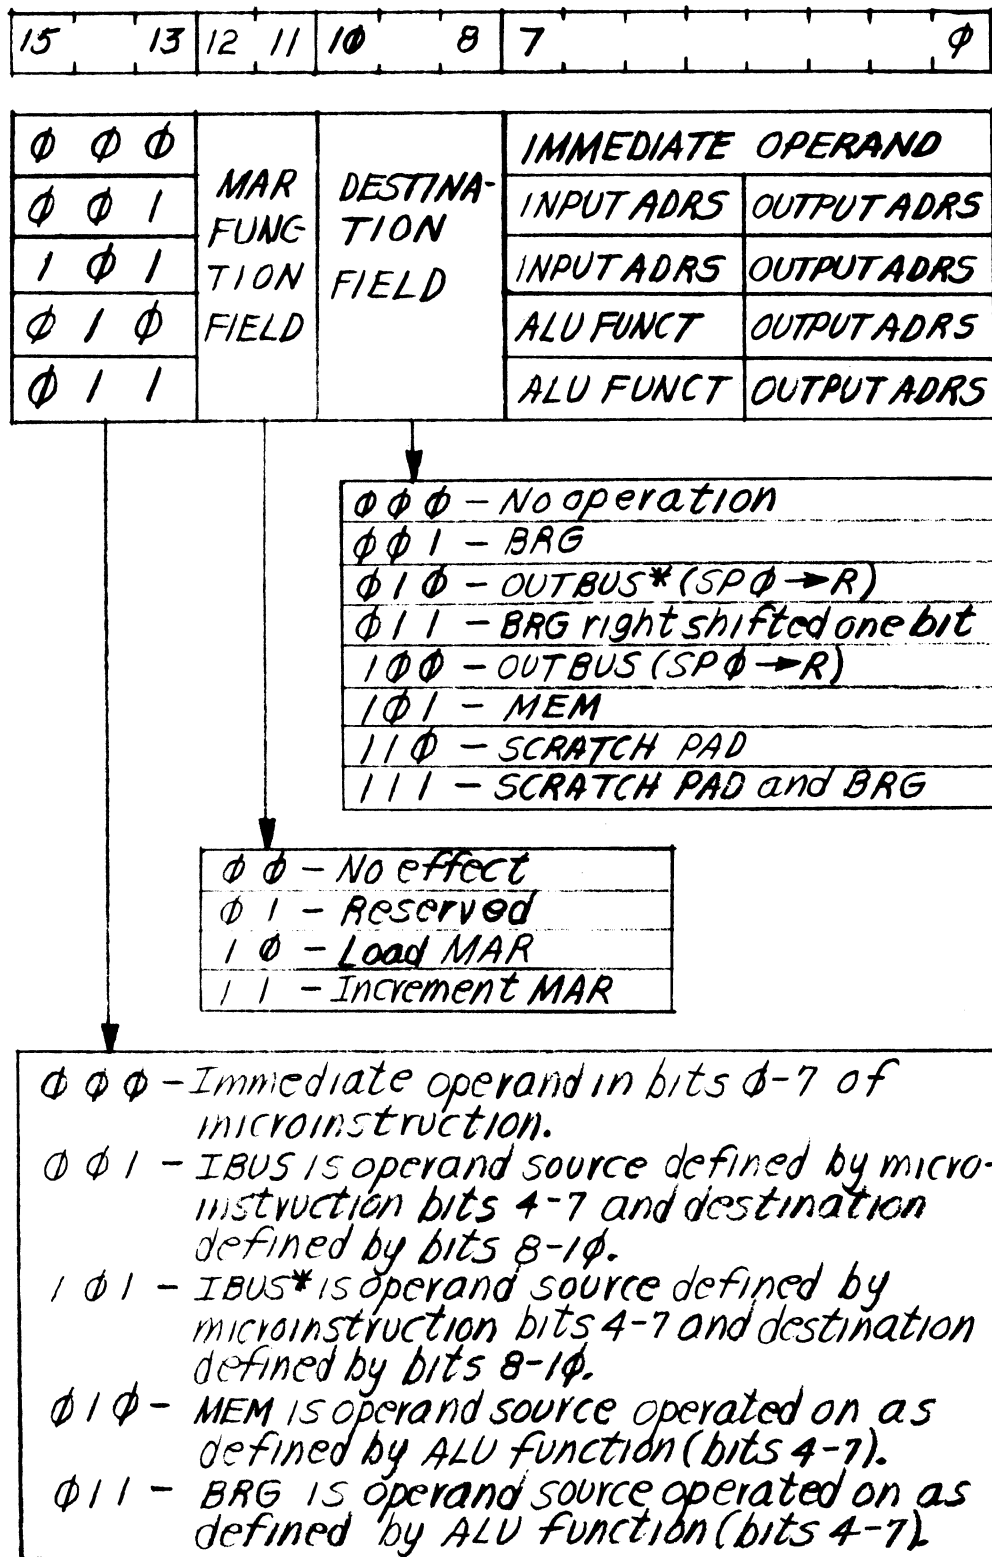 15 13 12 11 10 8 7 φ
φ φ φ IMMEDIATE OPERAND
MAR FUNC-TION FIELD
DESTINA-TION FIELD
φ φ 1 INPUT ADRS OUTPUT ADRS
1 φ 1 INPUT ADRS OUTPUT ADRS
φ 1 φ ALU FUNCT OUTPUT ADRS
φ 1 1 ALU FUNCT OUTPUT ADRS
φ φ φ - No operation
φ φ 1 - BRG
φ 1 φ - OUTBUS* (SP φ → R)
φ 1 1 - BRG right shifted one bit
1 φ φ - OUTBUS (SP φ → R)
1 φ 1 - MEM
1 1 φ - SCRATCH PAD
1 1 1 - SCRATCH PAD and BRG
φ φ - No effect
φ 1 - Reserved
1 φ - Load MAR
1 1 - Increment MAR
φ φ φ - Immediate operand in bits φ-7 of
microinstruction.
φ φ 1 - IBUS is operand source defined by micro-
instruction bits 4-7 and destination
defined by bits 8-1φ.
1 φ 1 - IBUS* is operand source defined by
microinstruction bits 4-7 and destination
defined by bits 8-1φ.
φ 1 φ - MEM is operand source operated on as
defined by ALU function (bits 4-7).
φ 1 1 - BRG is operand source operated on as
defined by ALU function (bits 4-7).